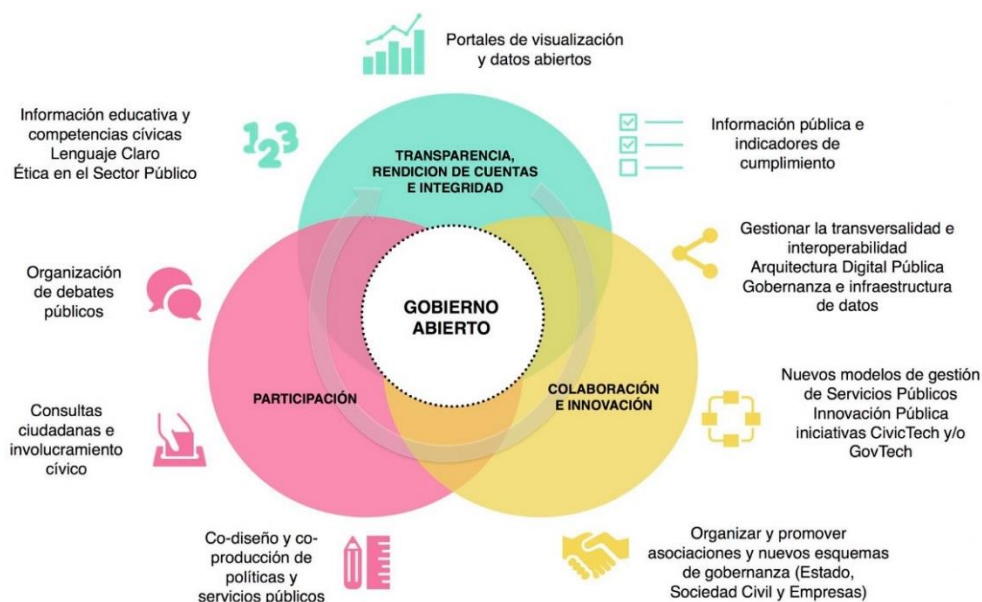 Portales de visualización
y datos abiertos
Información educativa y
competencias cívicas
Lenguaje Claro
Ética en el Sector Público
123
TRANSPARENCIA,
RENDICION DE CUENTAS
E INTEGRIDAD
Información pública e
indicadores de
cumplimiento
Gestionar la transversalidad e
interoperabilidad
Arquitectura Digital Pública
Gobernanza e infraestructura
de datos
Organización
de debates
públicos
GOBIERNO
ABIERTO
PARTICIPACIÓN
COLABORACIÓN
E INNOVACIÓN
Nuevos modelos de gestión
de Servicios Públicos
Innovación Pública
iniciativas CivicTech y/o
GovTech
Consultas
ciudadanas e
involucramiento
cívico
Co-diseño y co-
producción de
políticas y
servicios públicos
Organizar y promover
asociaciones y nuevos esquemas
de gobernanza (Estado,
Sociedad Civil y Empresas)